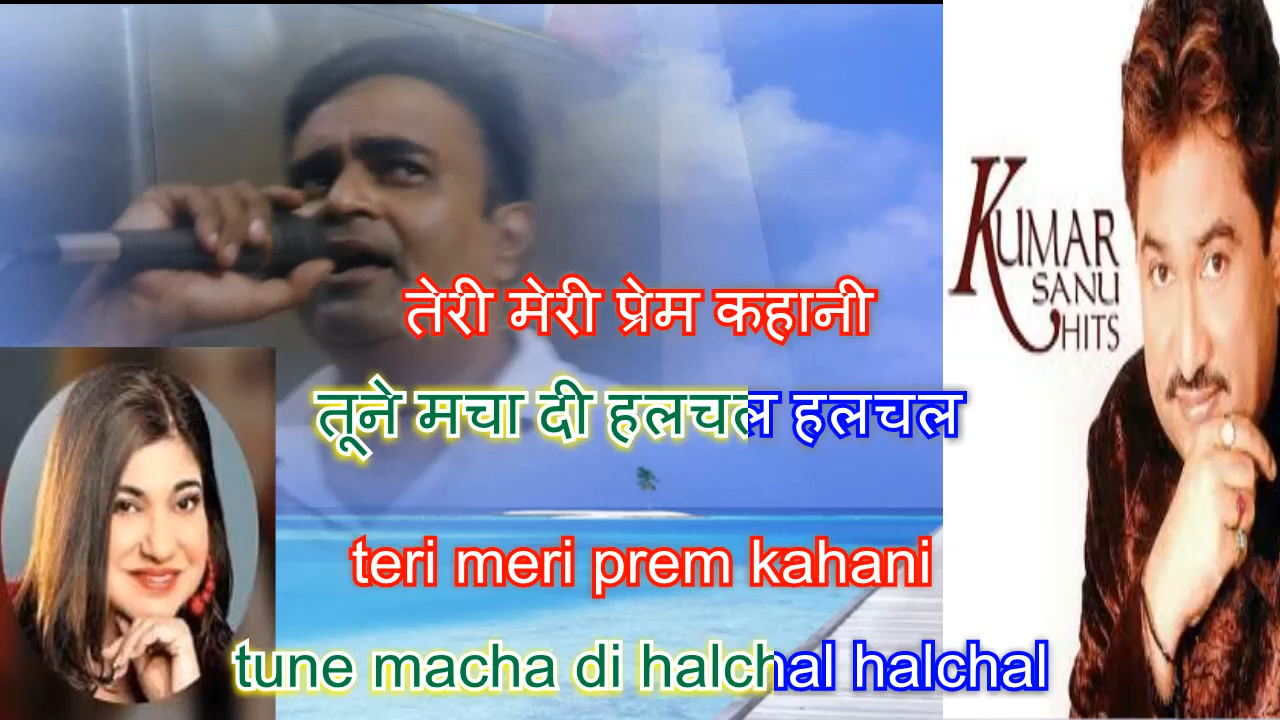 तेरी मेरी प्रेम कहानी
तूने मचा दी हलचल हलचल
teri meri prem kahani
tune macha di halchal halchal
KUMAR
SANU
HITS